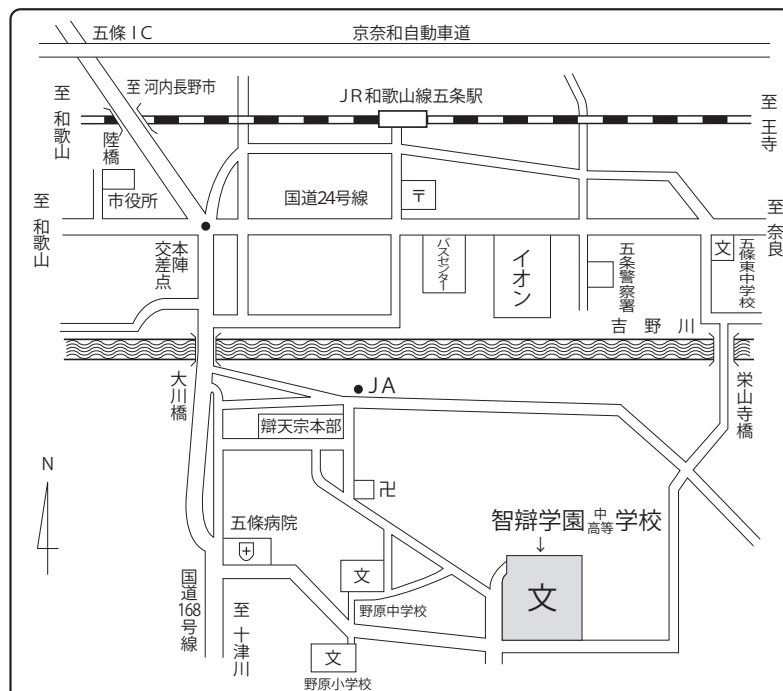 五條IC
京奈和自動車道
至 河内長野市
JR和歌山線五条駅
至 和歌山
至 王寺
陸橋
市役所
国道24号線
〒
至 和歌山
至 奈良
本陣
交差点
バスセンター
イオン
五条警察署
文
五條東中学校
吉野川
大川橋
JA
栄山寺橋
辯天宗本部
卍
N
智辯学園 中 高等 学校
↓
五條病院
文
文
野原中学校
国道168号線
至 十津川
文
野原小学校